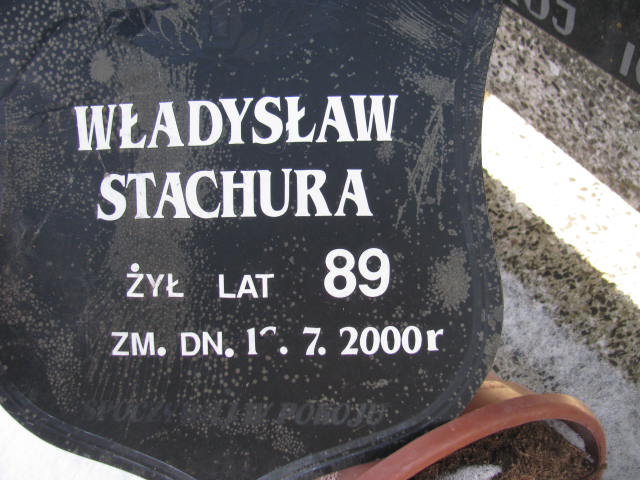 WŁADYSŁAW
STACHURA
ŻYŁ LAT 89
ZM. DN. 7. 2000r